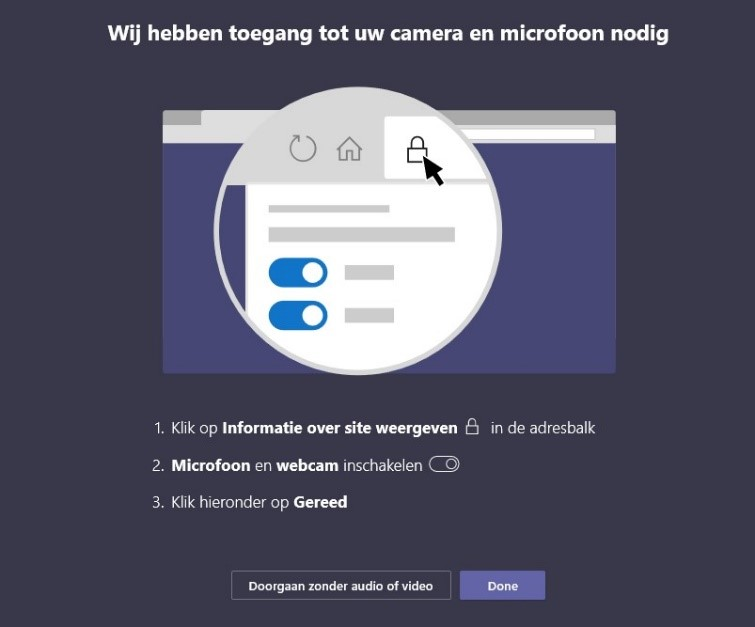 Wij hebben toegang tot uw camera en microfoon nodig
1. Klik op Informatie over site weergeven in de adresbalk
2. Microfoon en webcam inschakelen
3. Klik hieronder op Gereed
Doorgaan zonder audio of video
Done